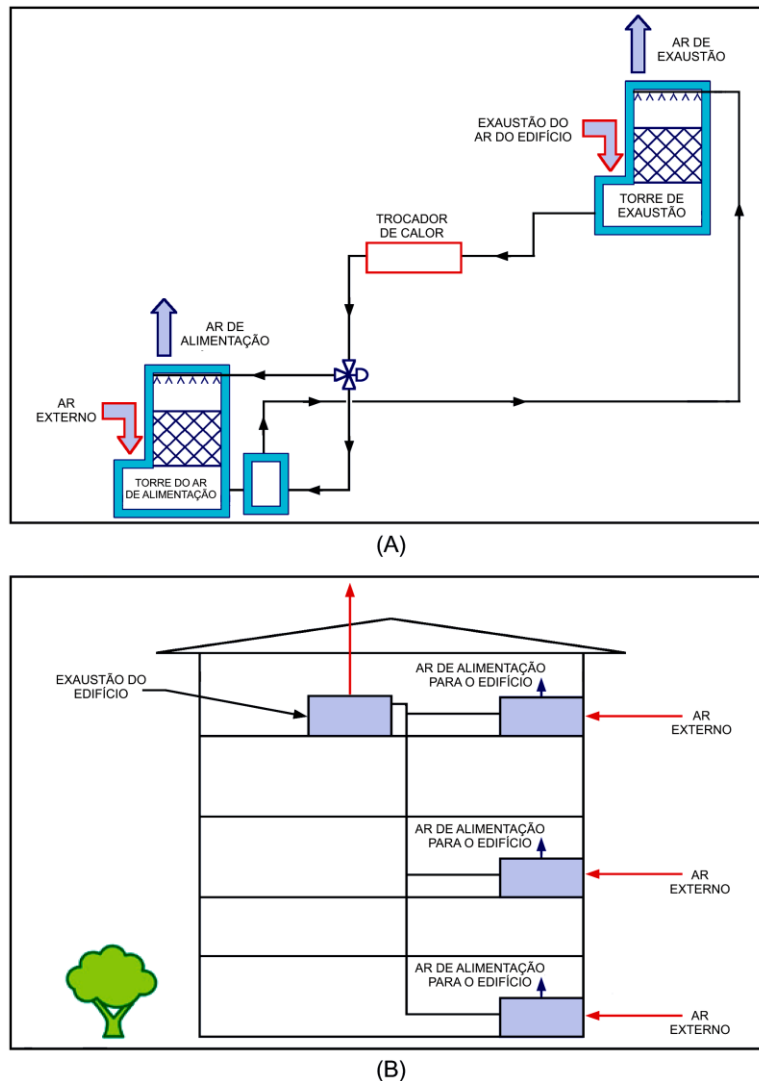 AR DE
EXAUSTÃO
EXAUSTÃO DO
AR DO EDIFÍCIO
TORRE DE
EXAUSTÃO
TROCADOR
DE CALOR
AR DE
ALIMENTAÇÃO
AR
EXTERNO
TORRE DO AR
DE ALIMENTAÇÃO
(A)
EXAUSTÃO DO
EDIFÍCIO
AR DE ALIMENTAÇÃO
PARA O EDIFÍCIO
AR
EXTERNO
AR DE ALIMENTAÇÃO
PARA O EDIFÍCIO
AR
EXTERNO
AR DE ALIMENTAÇÃO
PARA O EDIFÍCIO
AR
EXTERNO
(B)